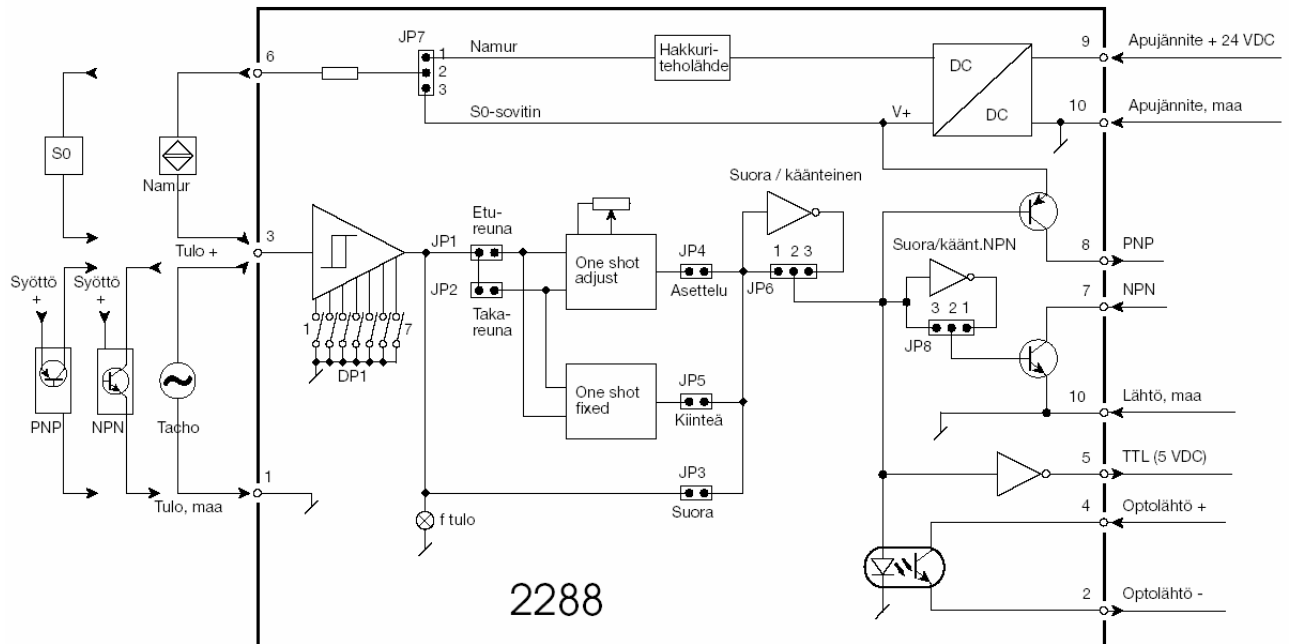 JP7
6
1
2
3
Namur
Hakkuri-
teholähde
DC
DC
9
Apujännite + 24 VDC
S0-sovitin
V+
10
Apujännite, maa
S0
Namur
3
Tulo +
Etu-
reuna
JP1
JP2
Taka-
reuna
One shot
adjust
JP4
Asettelu
Suora / käänteinen
1 2 3
JP6
Suora/käänt.NPN
3 2 1
JP8
8
PNP
7
NPN
Syöttö
+
Syöttö
+
1
7
DP1
One shot
fixed
JP5
Kiinteä
10
Lähtö, maa
PNP
NPN
Tacho
1
Tulo, maa
JP3
Suora
f tulo
5
TTL (5 VDC)
4
Optolähtö +
2
Optolähtö -
2288